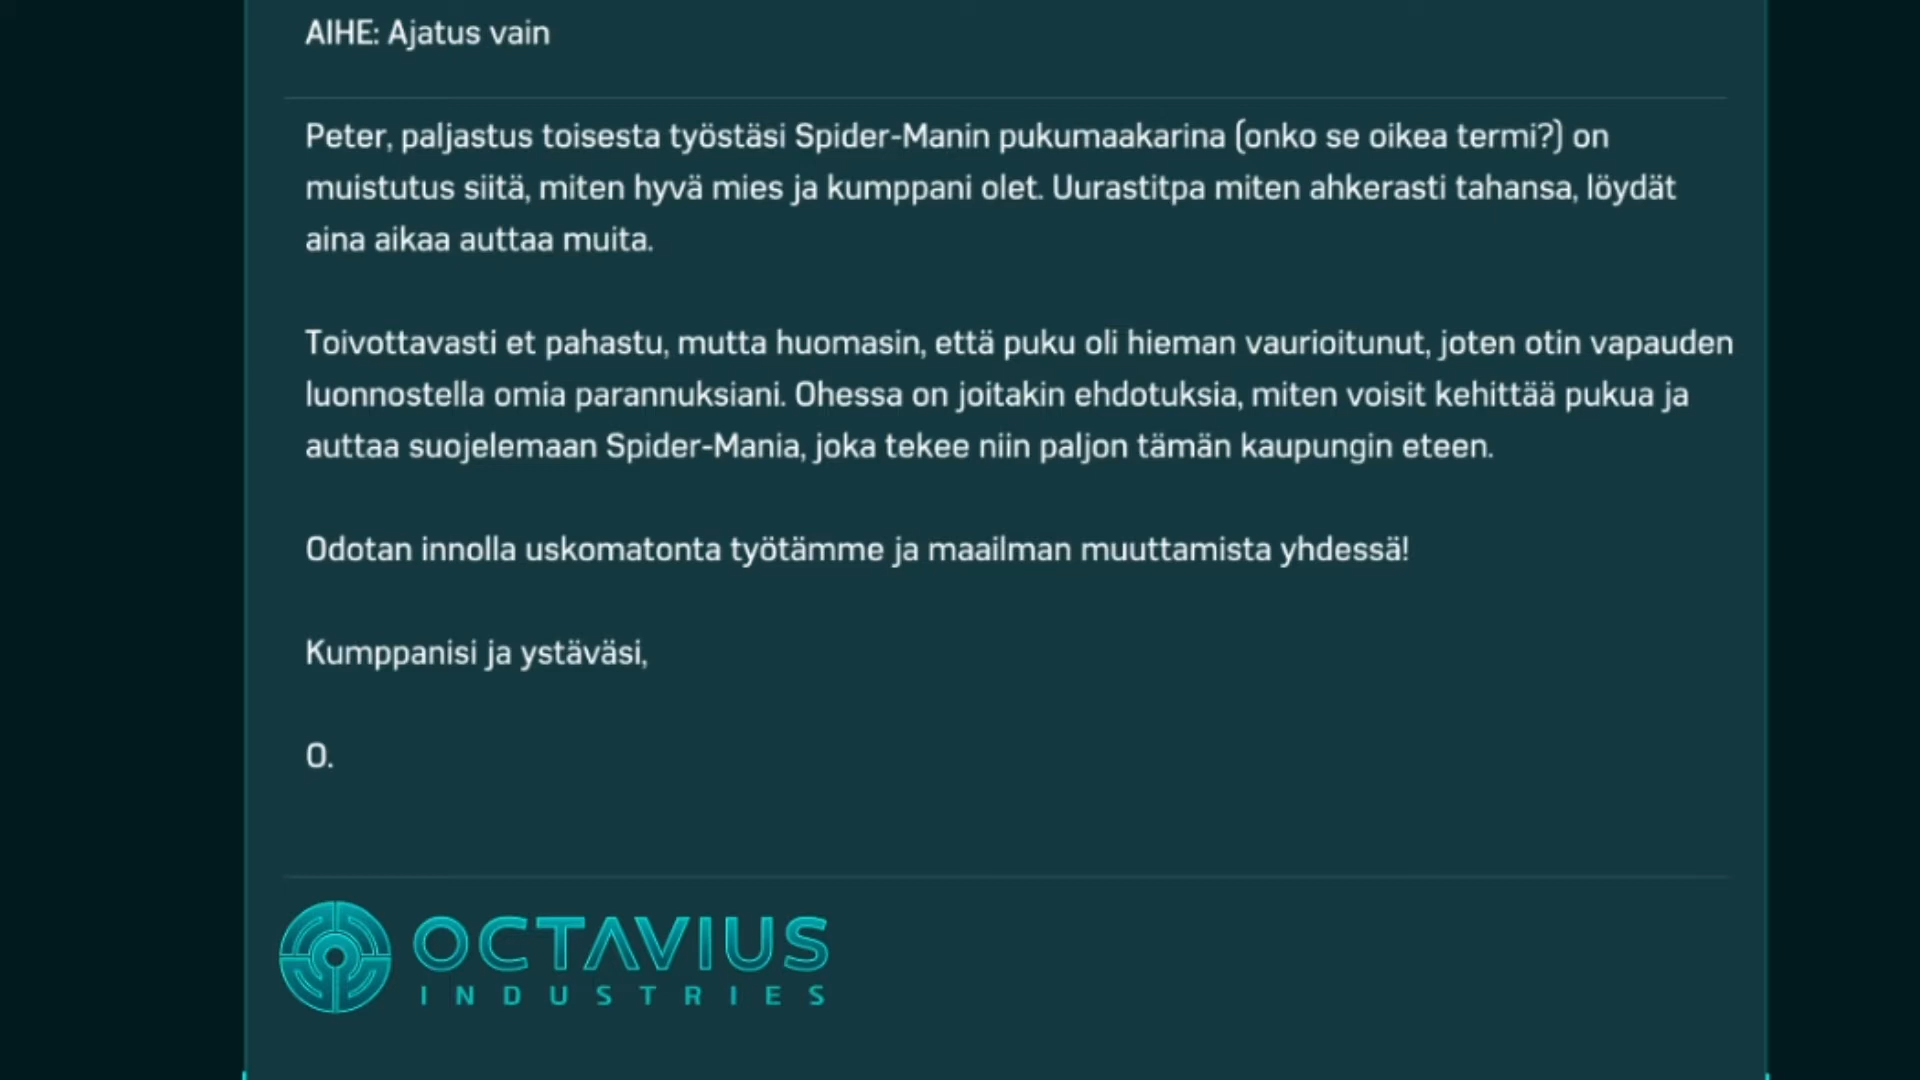 AIHE: Ajatus vain
Peter, paljastus toisesta työstäsi Spider-Manin pukumaakarina (onko se oikea termi?) on
muistutus siitä, miten hyvä mies ja kumppani olet. Uurastitpa miten ahkerasti tahansa, löydät
aina aikaa auttaa muita.
Toivottavasti et pahastu, mutta huomasin, että puku oli hieman vaurioitunut, joten otin vapauden
luonnostella omia parannuksiani. Ohessa on joitakin ehdotuksia, miten voisit kehittää pukua ja
auttaa suojelemaan Spider-Mania, joka tekee niin paljon tämän kaupungin eteen.
Odotan innolla uskomatonta työtämme ja maailman muuttamista yhdessä!
Kumppanisi ja ystäväsi,
O.
OCTAVIUS
INDUSTRIES